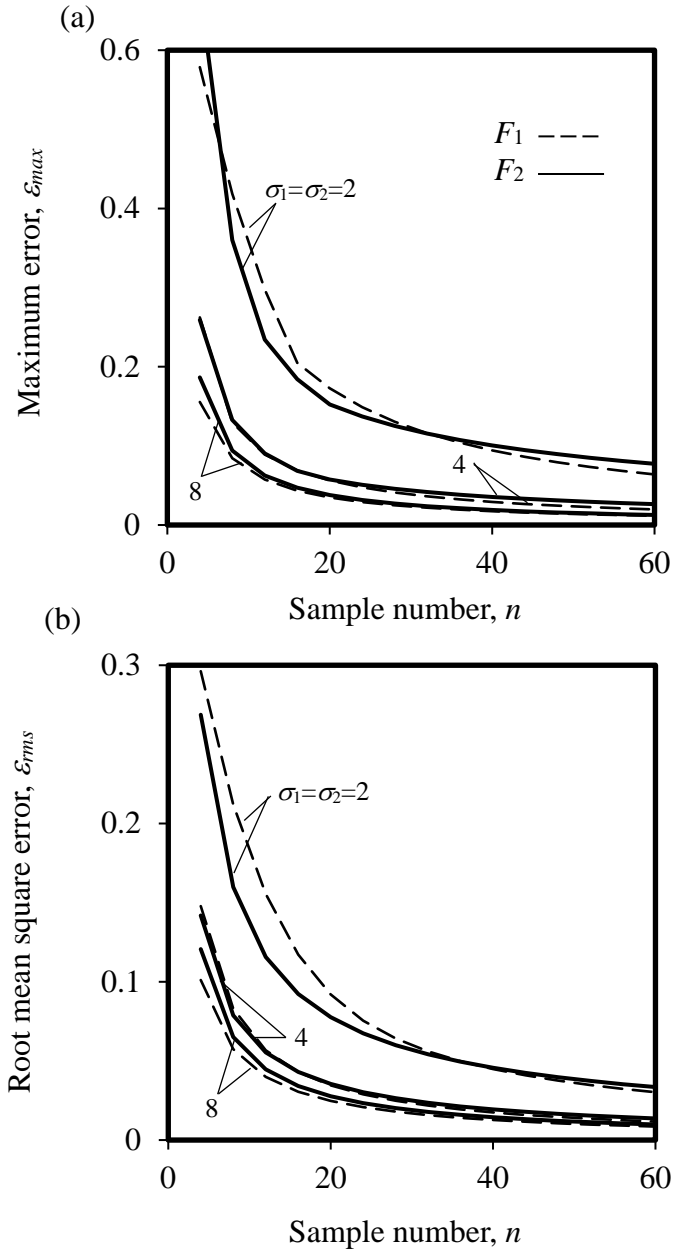 (a)
0.6
F1
F2
σ1=σ2=2
0.4
Maximum error, εmax
0.2
8
4
0
0
20
40
60
Sample number, n
(b)
0.3
σ1=σ2=2
0.2
Root mean square error, εrms
0.1
4
8
0
0
20
40
60
Sample number, n